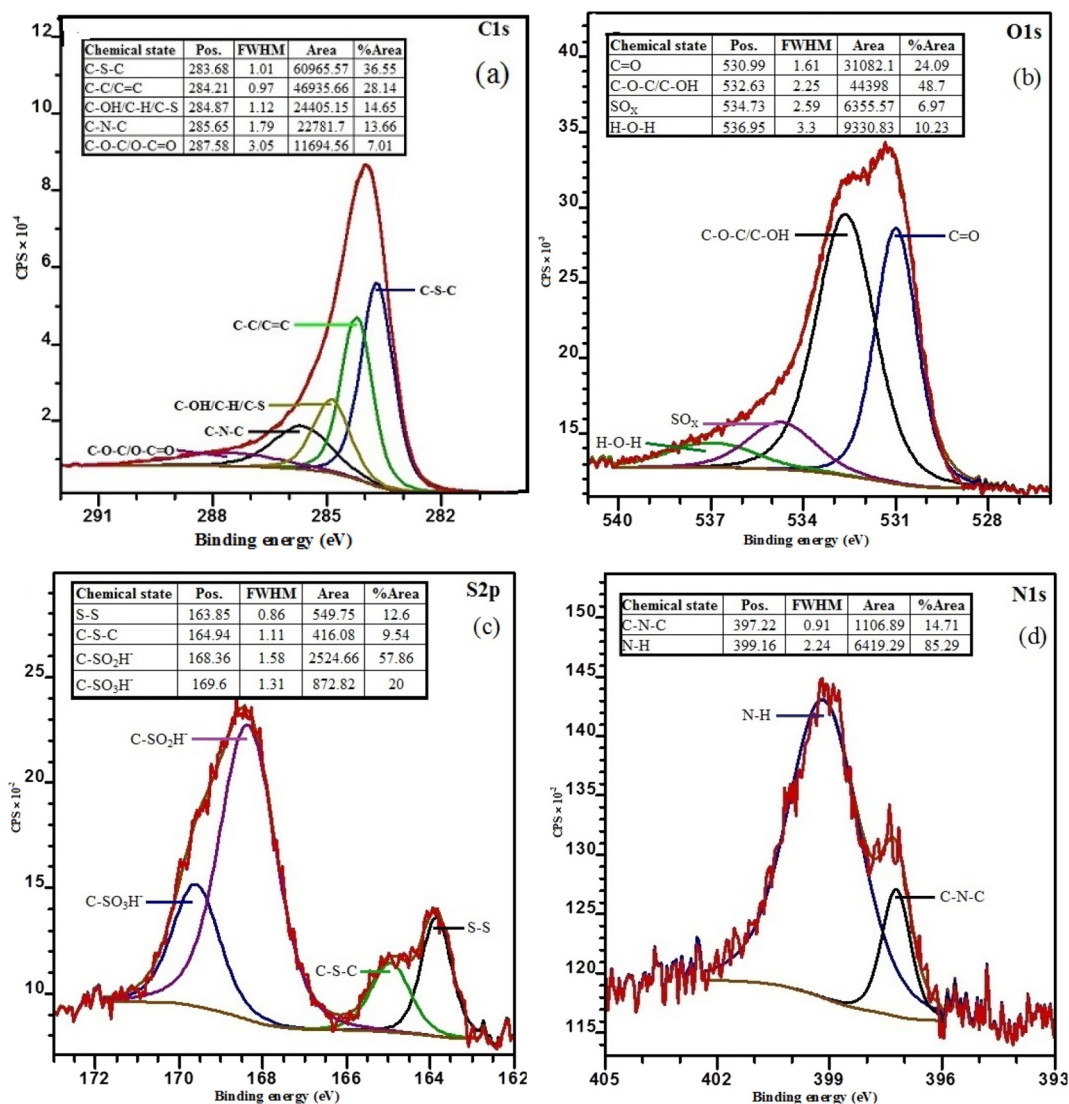 C1s
(a)
Chemical state Pos. FWHM Area %Area
C-S-C 283.68 1.01 60965.57 36.55
C-C/C=C 284.21 0.97 46935.66 28.14
C-OH/C-H/C-S 284.87 1.12 24405.15 14.65
C-N-C 285.65 1.79 22781.7 13.66
C-O-C/O-C=O 287.58 3.05 11694.56 7.01
12
10
8
6
4
2
CPS × 10⁻⁴
C-S-C
C-C/C=C
C-OH/C-H/C-S
C-N-C
C-O-C/O-C=O
291 288 284 282
Binding energy (eV)
O1s
(b)
Chemical state Pos. FWHM Area %Area
C=O 530.99 1.61 31082.1 24.09
C-O-C/C-OH 532.63 2.25 44398 48.7
SOX 534.73 2.59 6355.57 6.97
H-O-H 536.95 3.3 9330.83 10.23
40
35
30
25
20
15
CPS × 10⁻³
C-O-C/C-OH
C=O
SOX
H-O-H
540 537 534 531 528
Binding energy (eV)
S2p
(c)
Chemical state Pos. FWHM Area %Area
S-S 163.85 0.86 549.75 12.6
C-S-C 164.94 1.11 416.08 9.54
C-SO₂H⁻ 168.36 1.58 2524.66 57.86
C-SO₃H⁻ 169.6 1.31 872.82 20
25
20
15
10
CPS × 10⁻²
C-SO₂H⁻
C-SO₃H⁻
C-S-C
S-S
172 170 168 166 164 162
Binding energy (eV)
N1s
(d)
Chemical state Pos. FWHM Area %Area
C-N-C 397.22 0.91 1106.89 14.71
N-H 399.16 2.24 6419.29 85.29
150
145
140
135
130
125
120
115
CPS × 10⁻²
N-H
C-N-C
405 402 399 396 393
Binding energy (eV)